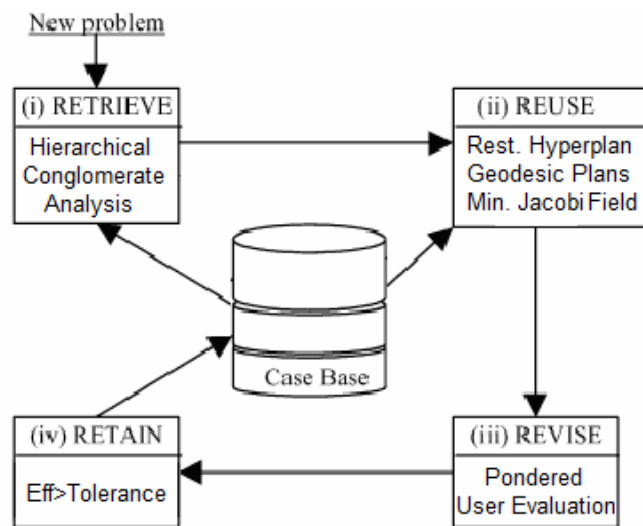 New problem
(i) RETRIEVE
Hierarchical
Conglomerate
Analysis
(ii) REUSE
Rest. Hyperplan
Geodesic Plans
Min. Jacobi Field
Case Base
(iv) RETAIN
Eff>Tolerance
(iii) REVISE
Pondered
User Evaluation